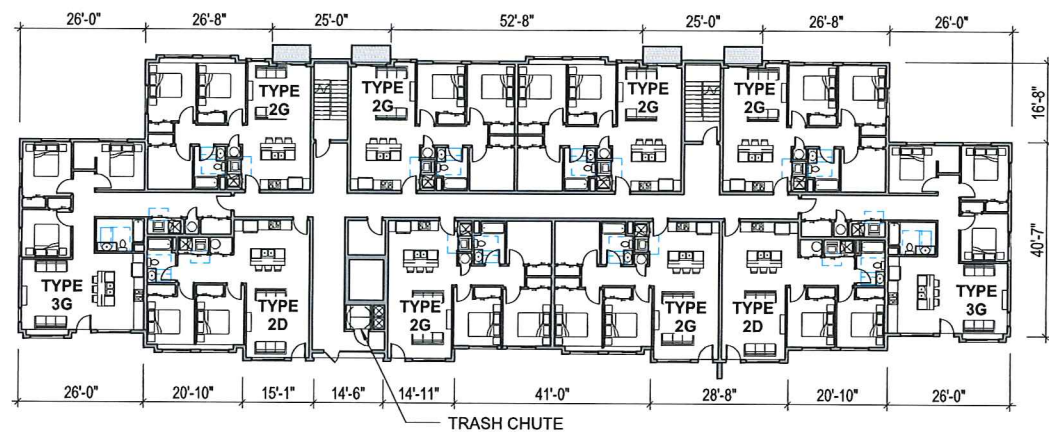 26'-0" 26'-8" 25'-0" 52'-8" 25'-0" 26'-8" 26'-0"
TYPE 2G
TYPE 2G
TYPE 2G
TYPE 2G
16'-8"
40'-7"
TYPE 3G
TYPE 2D
TYPE 2G
TYPE 2G
TYPE 2D
TYPE 3G
26'-0" 20'-10" 15'-1" 14'-6" 14'-11" 41'-0" 28'-8" 20'-10" 26'-0"
TRASH CHUTE